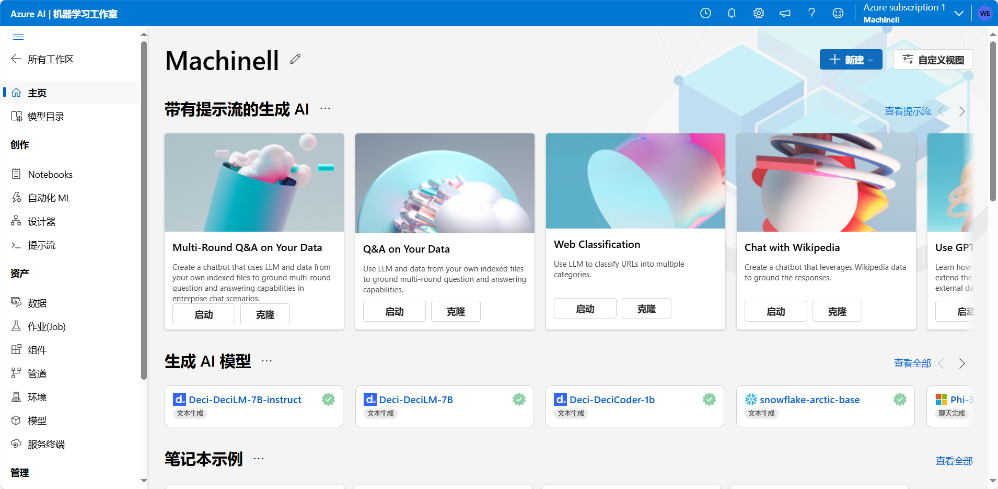 Azure AI | 机器学习工作室
Azure subscription 1
Machinell
WE
所有工作区
主页
模型目录
创作
Notebooks
自动化 ML
设计器
提示流
资产
数据
作业(Job)
组件
管道
环境
模型
服务终端
管理
Machinell
新建
自定义视图
带有提示流的生成 AI ···
查看提示流
Multi-Round Q&A on Your Data
Create a chatbot that uses LLM and data from
your own indexed files to ground multi-round
question and answering capabilities in
enterprise chat scenarios.
启动 克隆
Q&A on Your Data
Use LLM and data from your own indexed files
to ground multi-round question and answering
capabilities.
启动 克隆
Web Classification
Use LLM to classify URLs into multiple
categories.
启动 克隆
Chat with Wikipedia
Create a chatbot that leverages Wikipedia data
to ground the responses.
启动 克隆
Use GPT
Learn how
extend the
external da
启动
生成 AI 模型 ···
查看全部
Deci-DeciLM-7B-instruct
文本生成
Deci-DeciLM-7B
文本生成
Deci-DeciCoder-1b
文本生成
snowflake-arctic-base
文本生成
Phi-3
聊天完成
笔记本示例 ···
查看全部